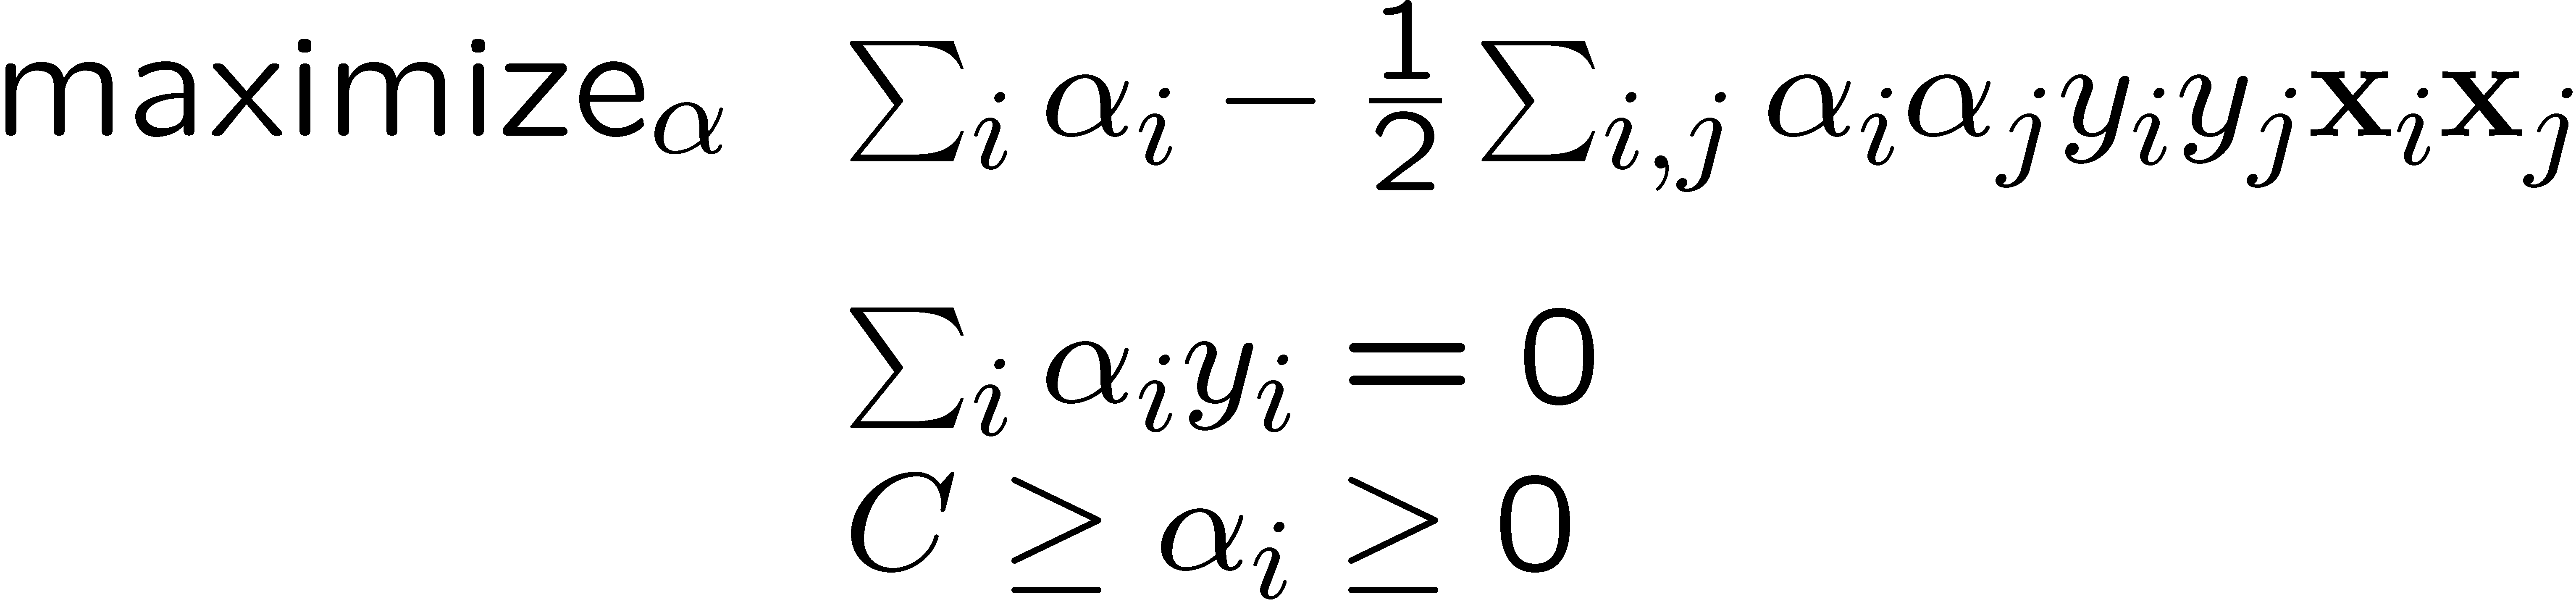 maximize_α ∑_i α_i − 1/2 ∑_{i,j} α_i α_j y_i y_j 𝐱_i 𝐱_j
∑_i α_i y_i = 0
C ≥ α_i ≥ 0